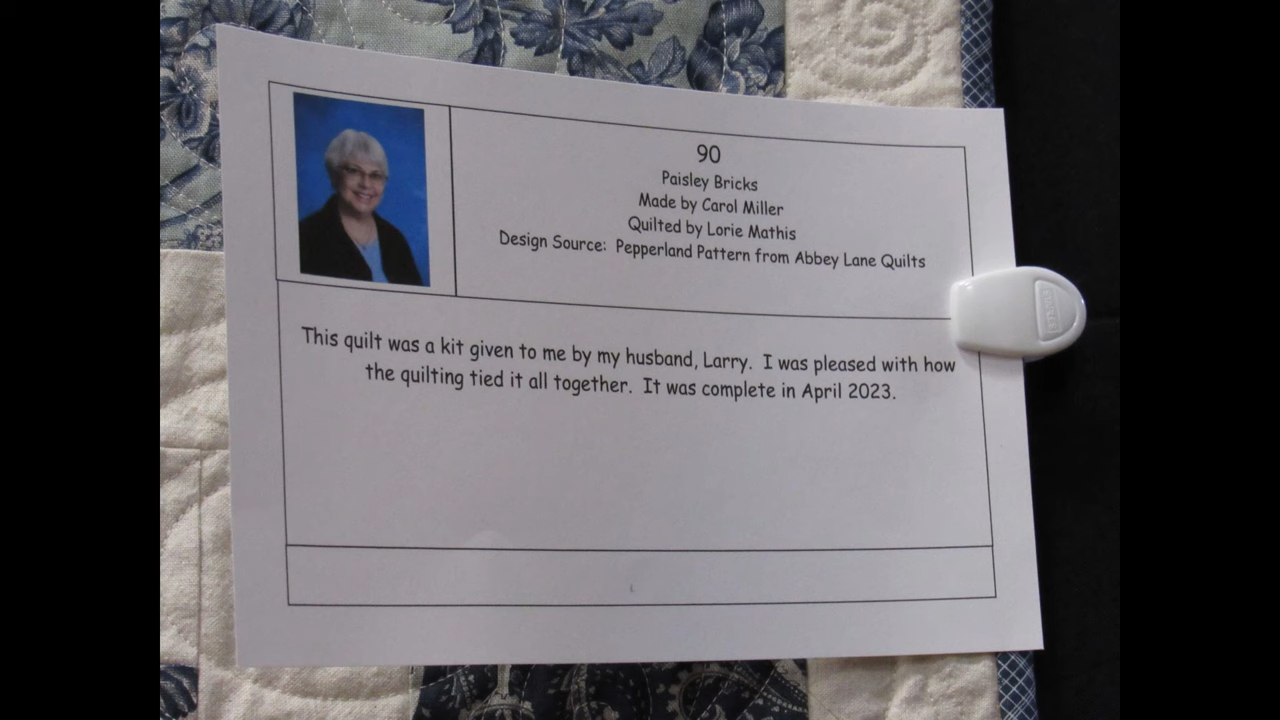 90
Paisley Bricks
Made by Carol Miller
Quilted by Lorie Mathis
Design Source: Pepperland Pattern from Abbey Lane Quilts
This quilt was a kit given to me by my husband, Larry. I was pleased with how
the quilting tied it all together. It was complete in April 2023.